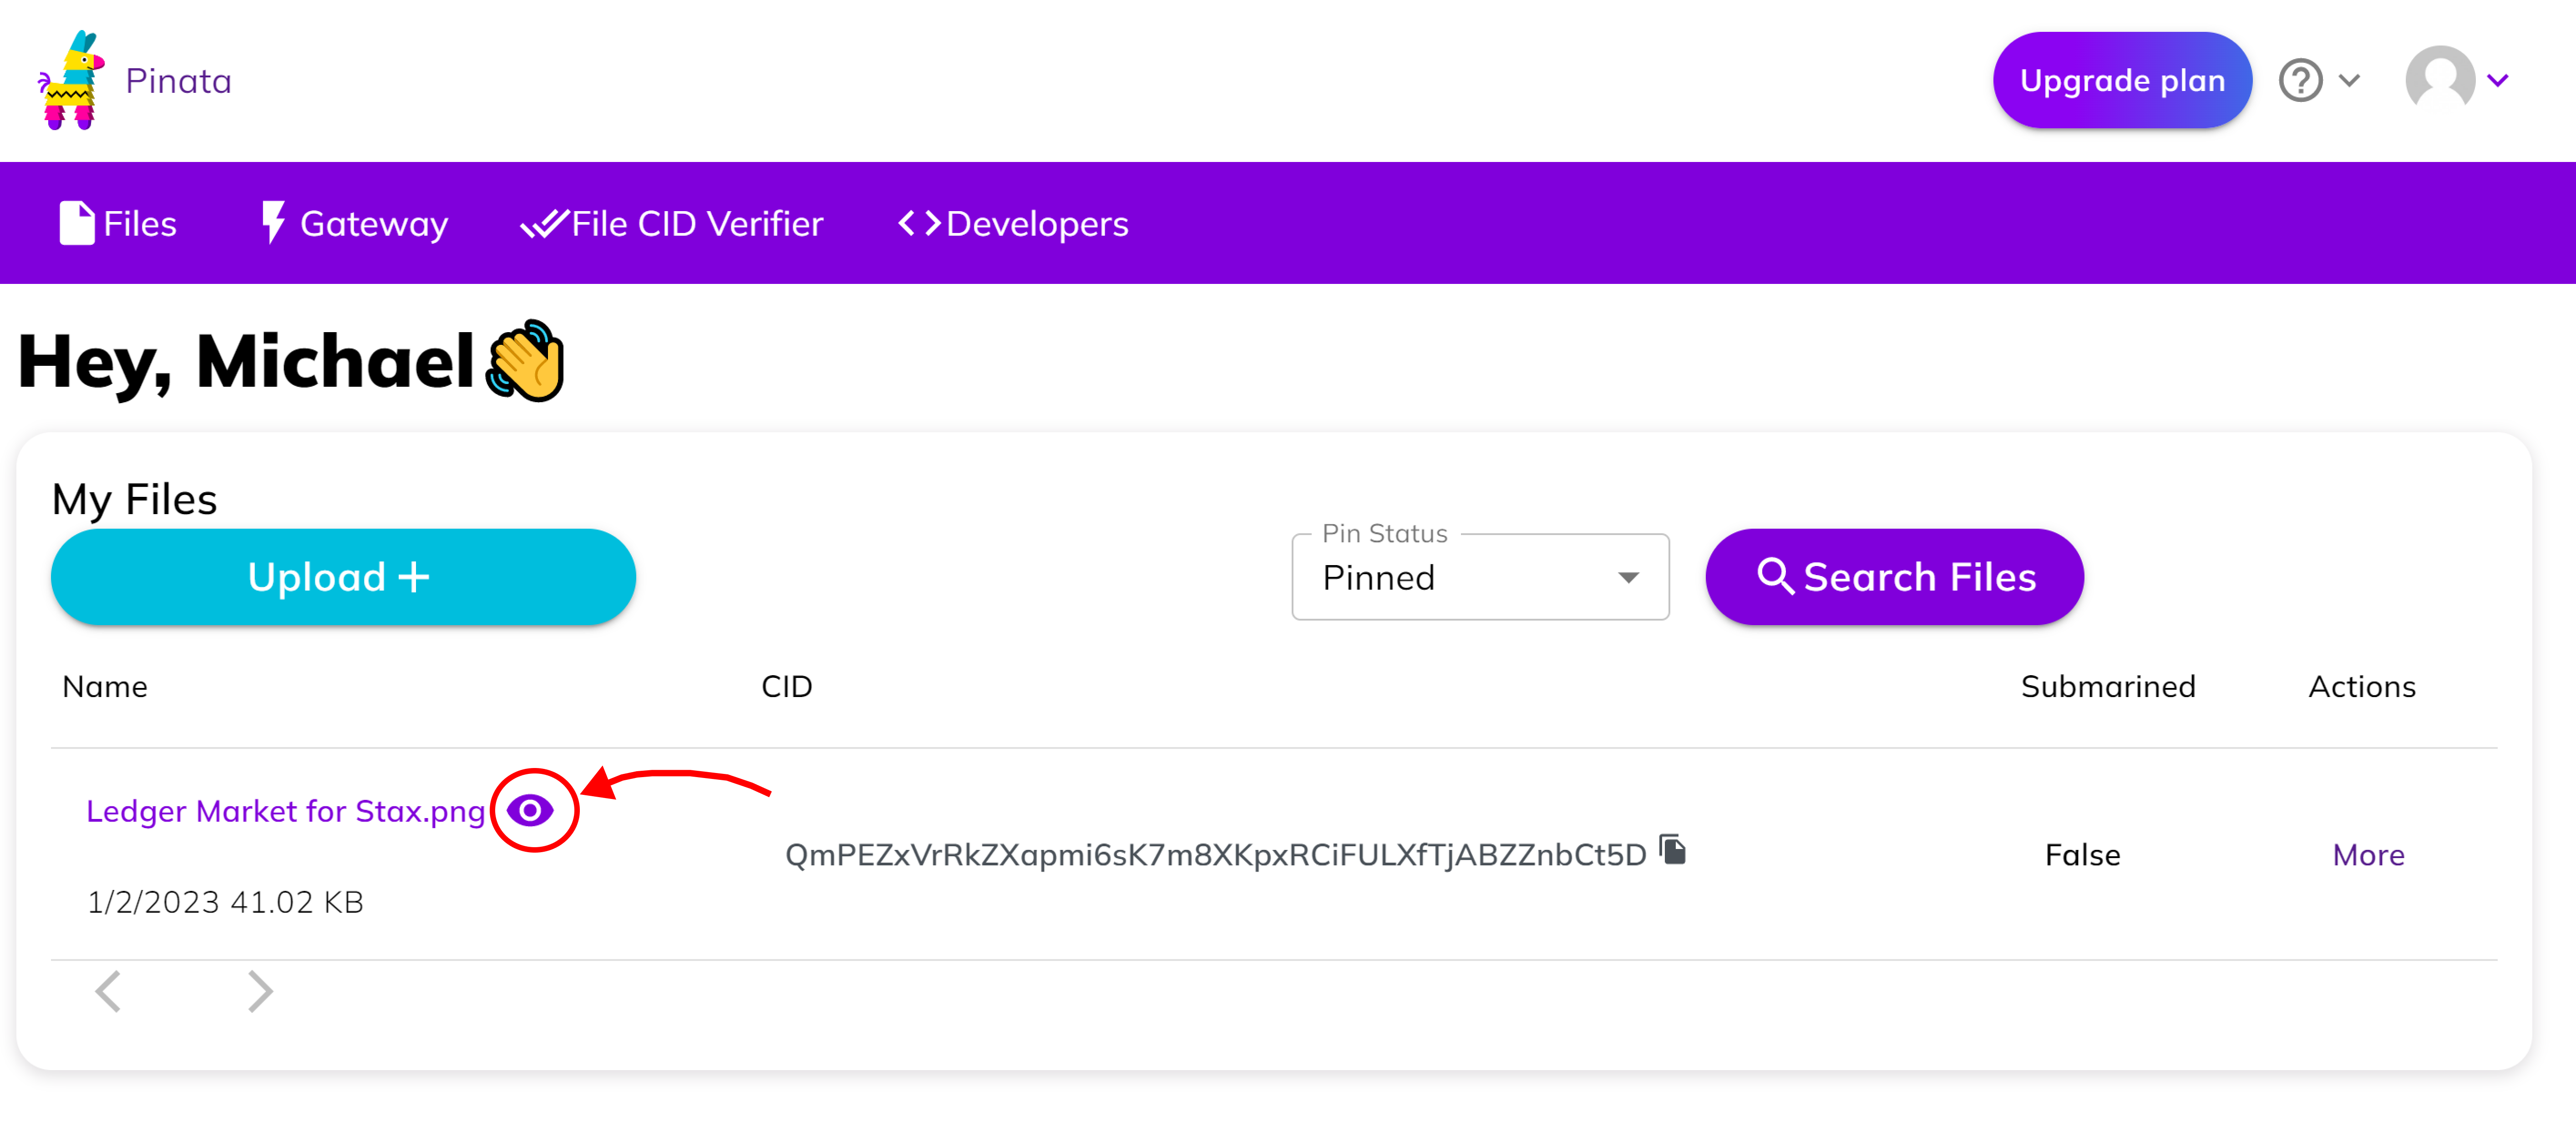 Pinata
Upgrade plan
Files Gateway File CID Verifier Developers
Hey, Michael
My Files
Upload
Pin Status
Pinned
Search Files
Name CID Submarined Actions
Ledger Market for Stax.png
QmPEZxVrRkZXapmi6sK7m8XKpxRCiFULXfTjABZZnbCt5D False More
1/2/2023 41.02 KB